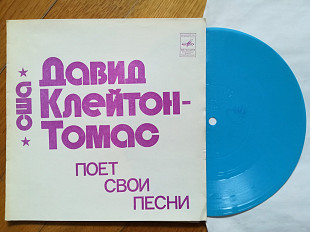 ★ США ★
Давид
Клейтон-
Томас
ПОЕТ
СВОИ
ПЕСНИ